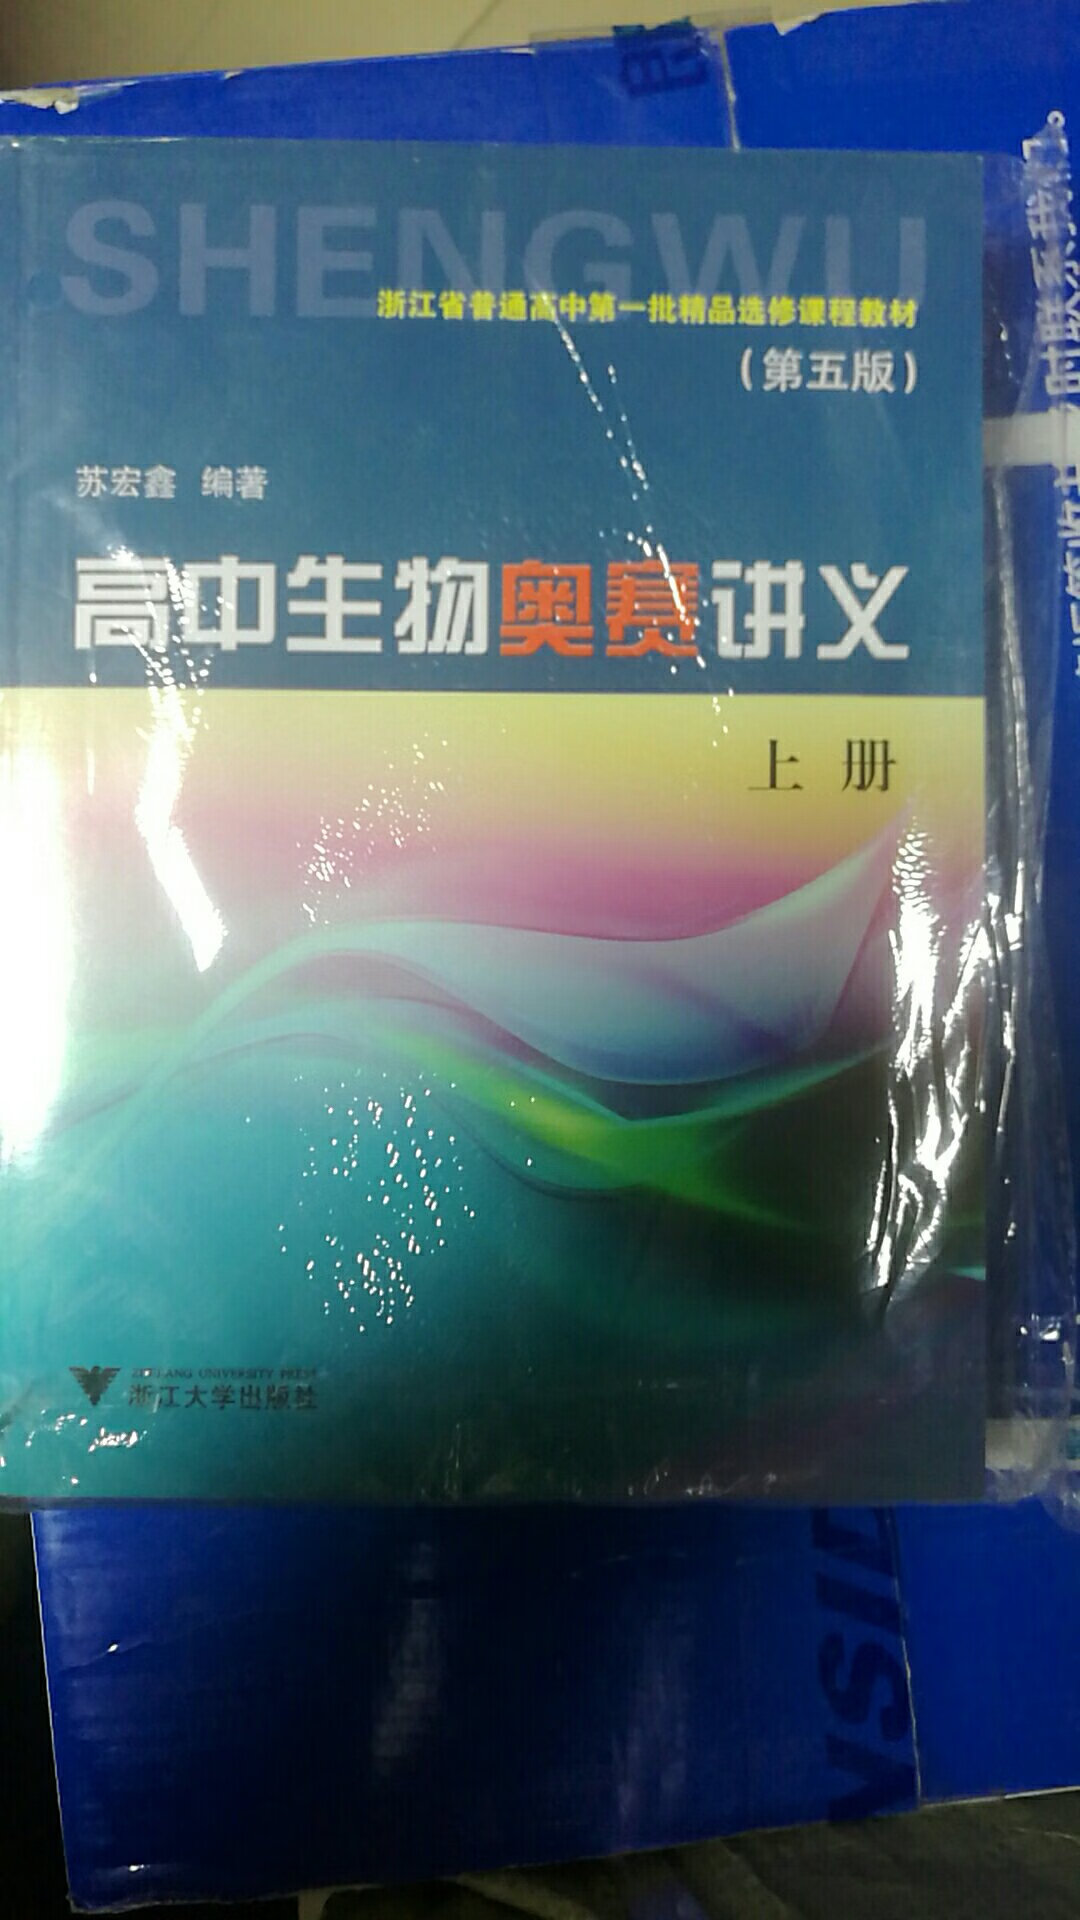 SHENGWU
浙江省普通高中第一批精品选修课程教材
（第五版）
苏宏鑫 编著
高中生物奥赛讲义
上册
ZHEJIANG UNIVERSITY PRESS
浙江大学出版社